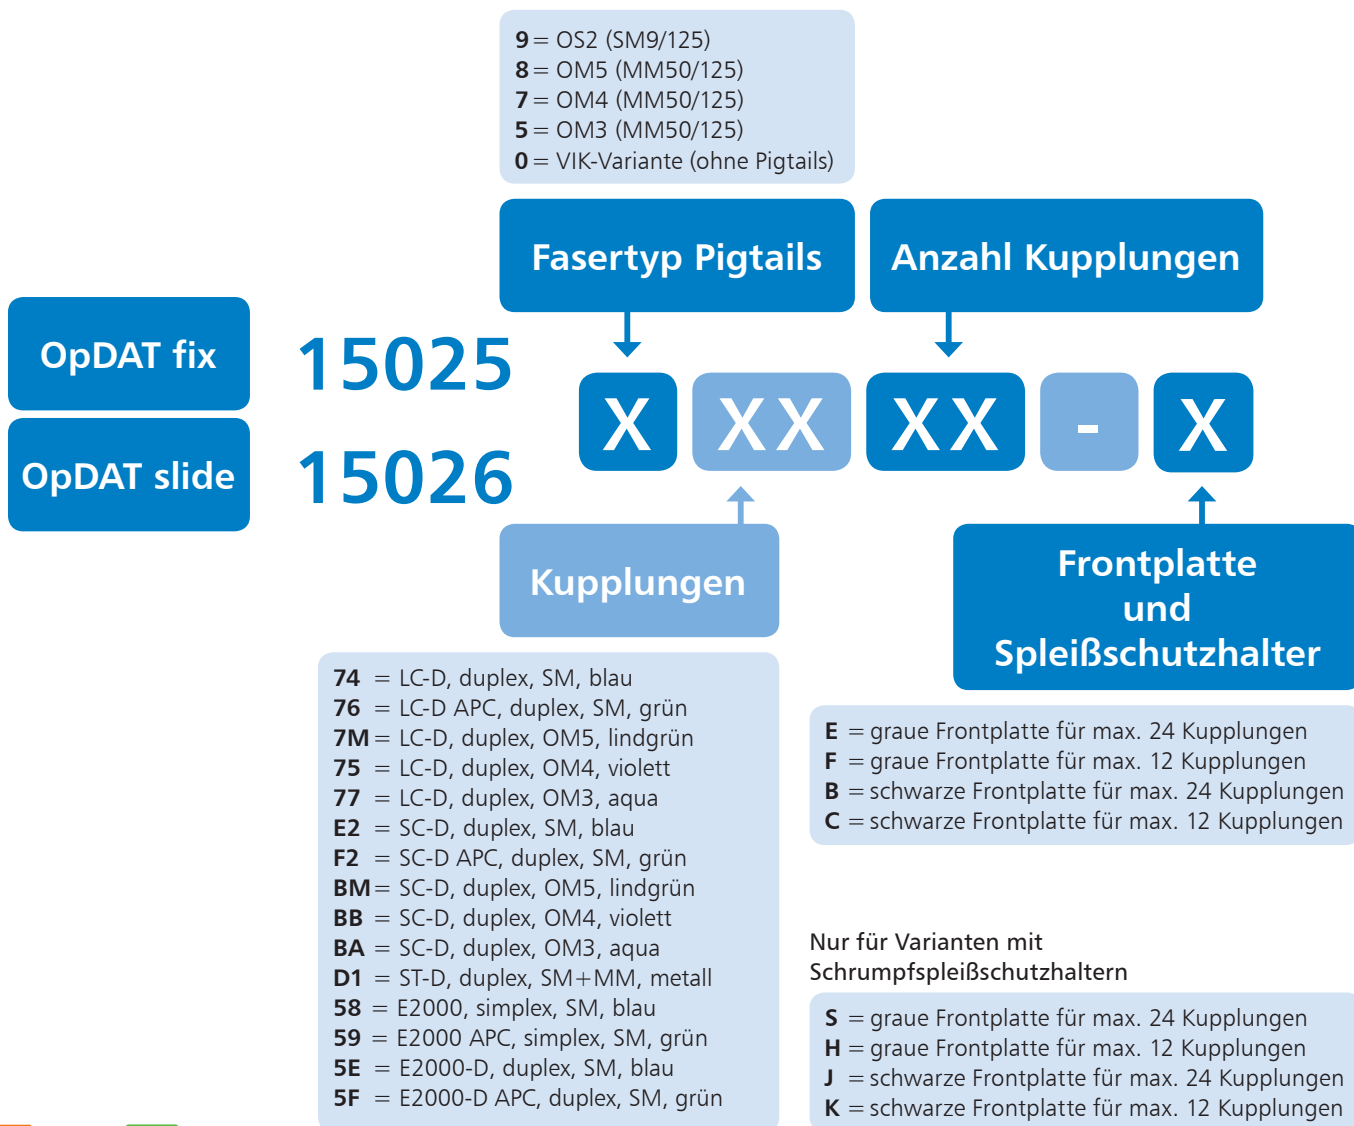 9 = OS2 (SM9/125)
8 = OM5 (MM50/125)
7 = OM4 (MM50/125)
5 = OM3 (MM50/125)
0 = VIK-Variante (ohne Pigtails)
Fasertyp Pigtails
Anzahl Kupplungen
OpDAT fix
15025
OpDAT slide
15026
X XX XX - X
Kupplungen
74 = LC-D, duplex, SM, blau
76 = LC-D APC, duplex, SM, grün
7M = LC-D, duplex, OM5, lindgrün
75 = LC-D, duplex, OM4, violett
77 = LC-D, duplex, OM3, aqua
E2 = SC-D, duplex, SM, blau
F2 = SC-D APC, duplex, SM, grün
BM = SC-D, duplex, OM5, lindgrün
BB = SC-D, duplex, OM4, violett
BA = SC-D, duplex, OM3, aqua
D1 = ST-D, duplex, SM+MM, metall
58 = E2000, simplex, SM, blau
59 = E2000 APC, simplex, SM, grün
5E = E2000-D, duplex, SM, blau
5F = E2000-D APC, duplex, SM, grün
Frontplatte
und
Spleißschutzhalter
E = graue Frontplatte für max. 24 Kupplungen
F = graue Frontplatte für max. 12 Kupplungen
B = schwarze Frontplatte für max. 24 Kupplungen
C = schwarze Frontplatte für max. 12 Kupplungen
Nur für Varianten mit
Schrumpfspleißschutzhaltern
S = graue Frontplatte für max. 24 Kupplungen
H = graue Frontplatte für max. 12 Kupplungen
J = schwarze Frontplatte für max. 24 Kupplungen
K = schwarze Frontplatte für max. 12 Kupplungen